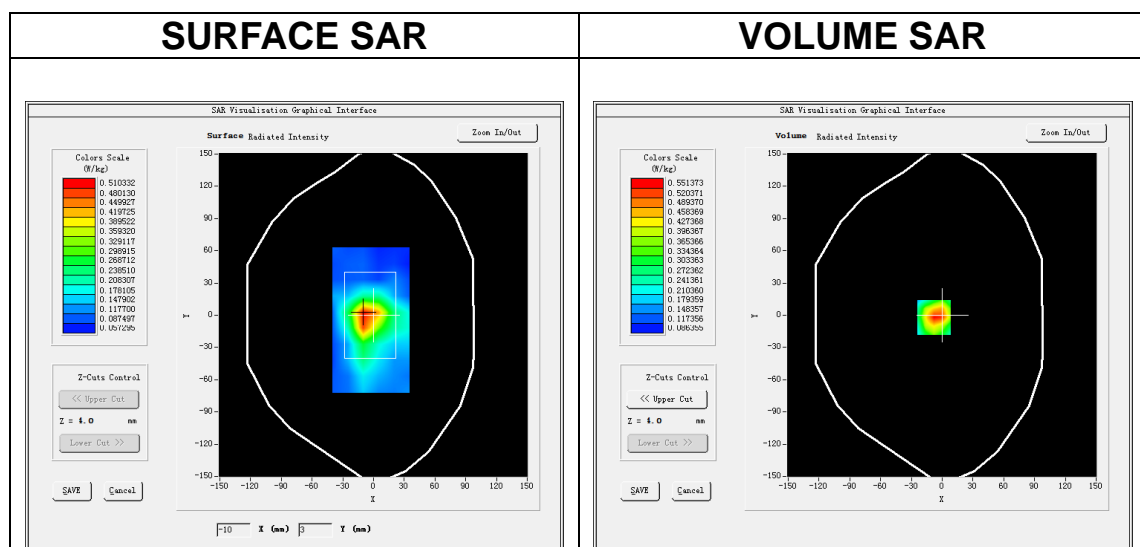 SURFACE SAR
VOLUME SAR
SAR Visualisation Graphical Interface
Surface Radiated Intensity
Zoom In/Out
Colors Scale
(W/kg)
0.510332
0.480130
0.449927
0.419725
0.389522
0.359320
0.329117
0.298915
0.268712
0.238510
0.208307
0.178105
0.147902
0.117700
0.087497
0.057295
150
120
90
60
30
0
-30
-60
-90
-120
-150
Y
-150 -120 -90 -60 -30 0 30 60 90 120 150
X
Z-Cuts Control
<< Upper Cut
Z = 4.0 mm
Lower Cut >>
SAVE Cancel
-10 X (mm) 3 Y (mm)
SAR Visualisation Graphical Interface
Volume Radiated Intensity
Zoom In/Out
Colors Scale
(W/kg)
0.551373
0.520371
0.489370
0.458369
0.427368
0.396367
0.365366
0.334364
0.303363
0.272362
0.241361
0.210360
0.179359
0.148357
0.117356
0.086355
150
120
90
60
30
0
-30
-60
-90
-120
-150
Y
-150 -120 -90 -60 -30 0 30 60 90 120 150
X
Z-Cuts Control
<< Upper Cut
Z = 4.0 mm
Lower Cut >>
SAVE Cancel